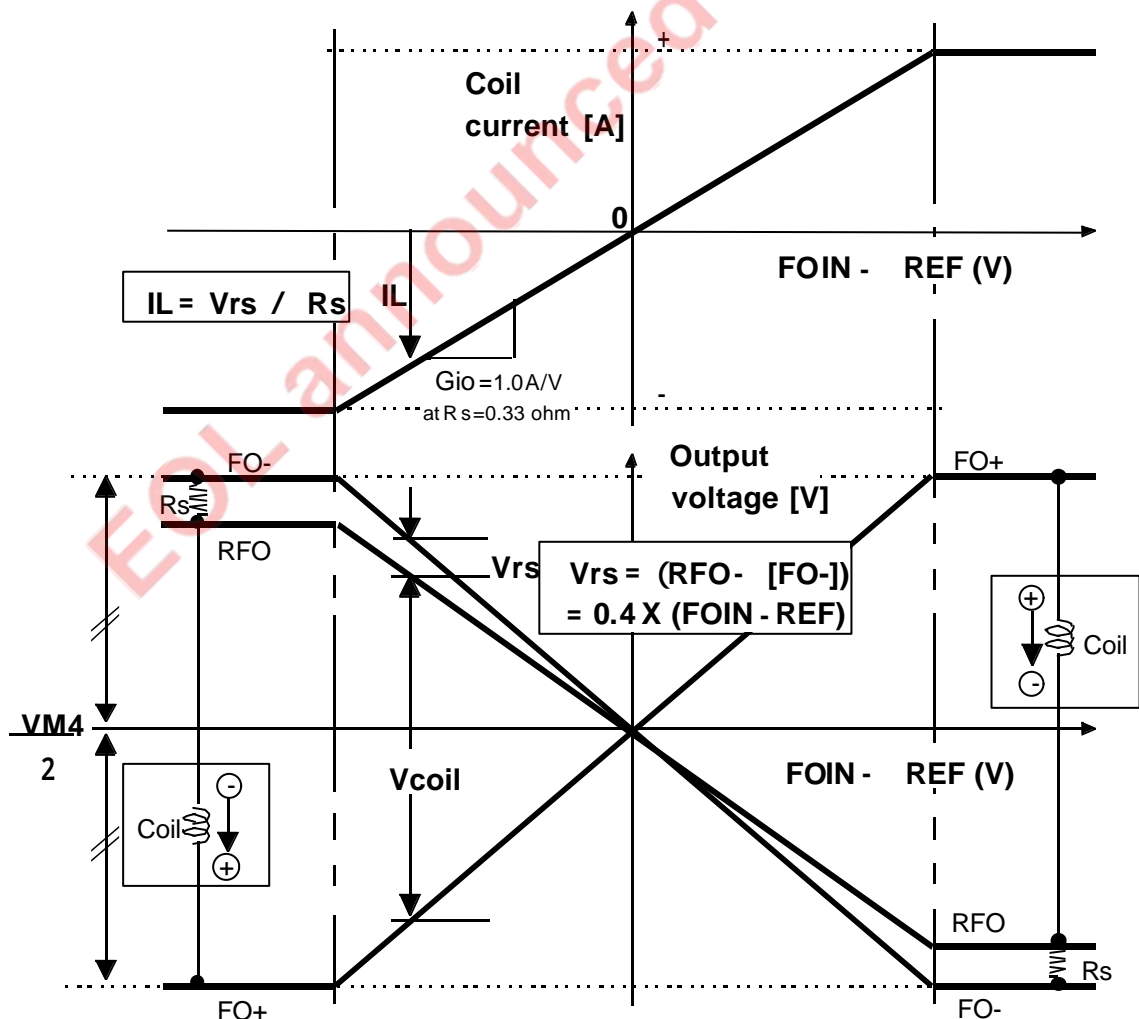 EOL announced
+
Coil
current [A]
0
FOIN - REF (V)
IL = Vrs / Rs
IL
Gio=1.0A/V
at Rs=0.33 ohm
-
FO-
Output
voltage [V]
FO+
Rs
RFO
Vrs
Vrs = (RFO- [FO-])
= 0.4 X (FOIN - REF)
+
Coil
-
VM4
2
FOIN - REF (V)
Vcoil
-
Coil
+
RFO
Rs
FO+
FO-